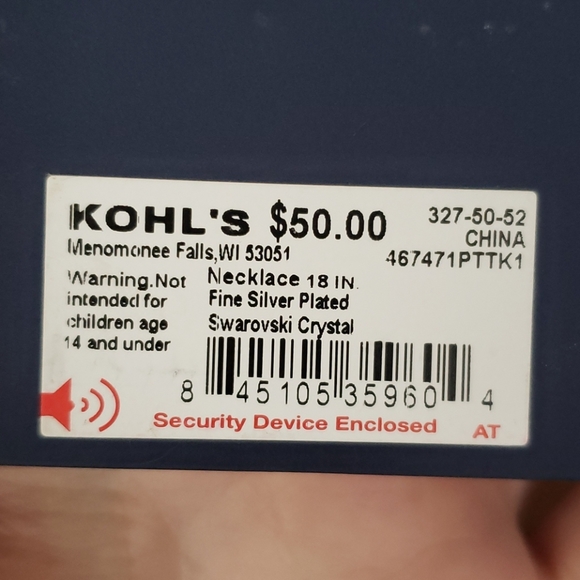 KOHL'S $50.00
327-50-52
Menomonee Falls,WI 53051
CHINA
467471PTTK1
Warning.Not
intended for
children age
14 and under
Necklace 18 IN.
Fine Silver Plated
Swarovski Crystal
8 45105 35960 4
Security Device Enclosed
AT